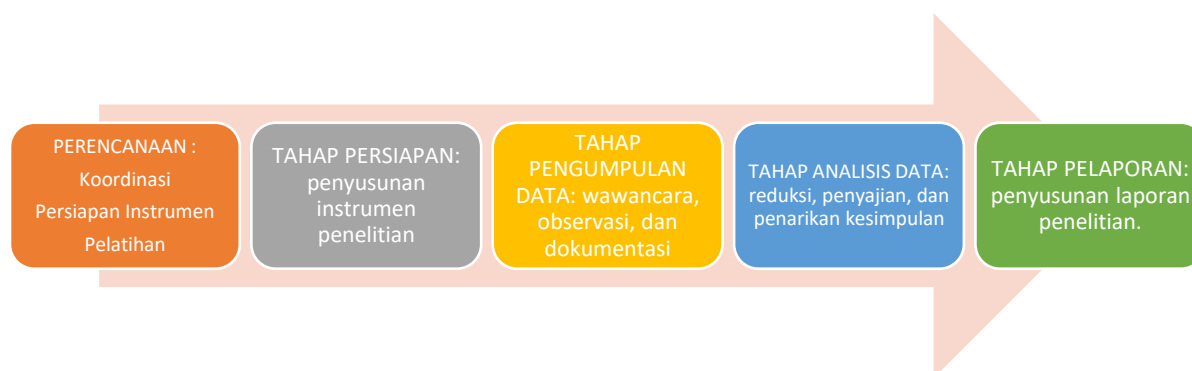 PERENCANAAN :
Koordinasi
Persiapan Instrumen
Pelatihan
TAHAP PERSIAPAN:
penyusunan
instrumen
penelitian
TAHAP
PENGUMPULAN
DATA: wawancara,
observasi, dan
dokumentasi
TAHAP ANALISIS DATA:
reduksi, penyajian, dan
penarikan kesimpulan
TAHAP PELAPORAN:
penyusunan laporan
penelitian.